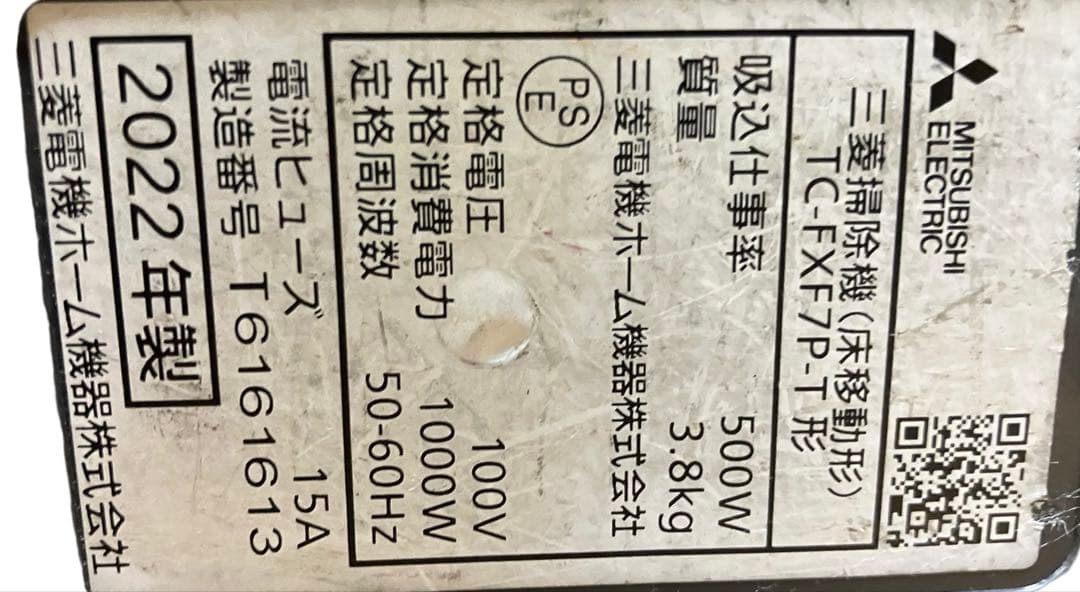 MITSUBISHI
ELECTRIC
三菱掃除機(床移動形)
TC-FXF7P-T形
吸込仕事率 500W
質量 3.8kg
三菱電機ホーム機器株式会社
PS
E
定格電圧 100V
定格消費電力 1000W
定格周波数 50-60Hz
電流ヒューズ 15A
製造番号 T6161613
2022年製
三菱電機ホーム機器株式会社